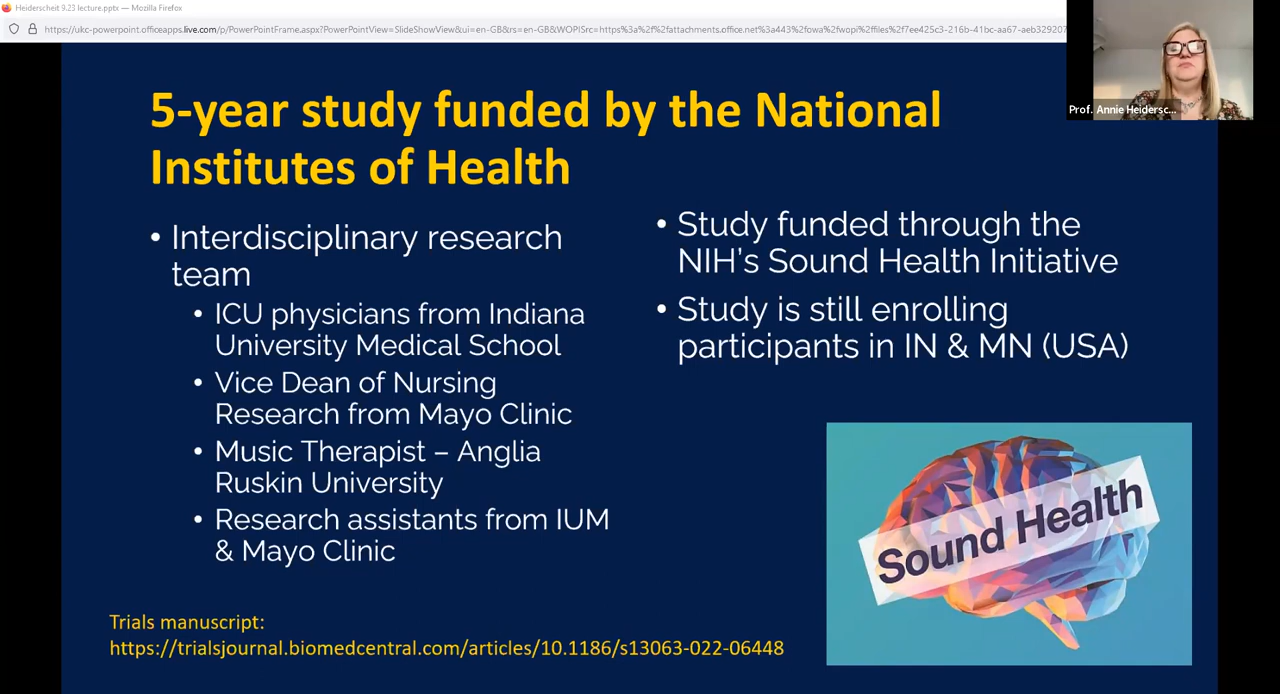 Heiderscheit 9.23 lecture.pptx — Mozilla Firefox
https://ukc-powerpoint.officeapps.live.com/p/PowerPointFrame.aspx?PowerPointView=SlideShowView&ui=en-GB&rs=en-GB&WOPISrc=https%3a%2f%2fattachments.office.net%3a443%2fowa%2fwopi%2ffiles%2f7ee425c3-216b-41bc-aa67-aeb329207
Prof. Annie Heidersc...
5-year study funded by the National
Institutes of Health
• Interdisciplinary research
team
• ICU physicians from Indiana
University Medical School
• Vice Dean of Nursing
Research from Mayo Clinic
• Music Therapist – Anglia
Ruskin University
• Research assistants from IUM
& Mayo Clinic
• Study funded through the
NIH's Sound Health Initiative
• Study is still enrolling
participants in IN & MN (USA)
Sound Health
Trials manuscript:
https://trialsjournal.biomedcentral.com/articles/10.1186/s13063-022-06448